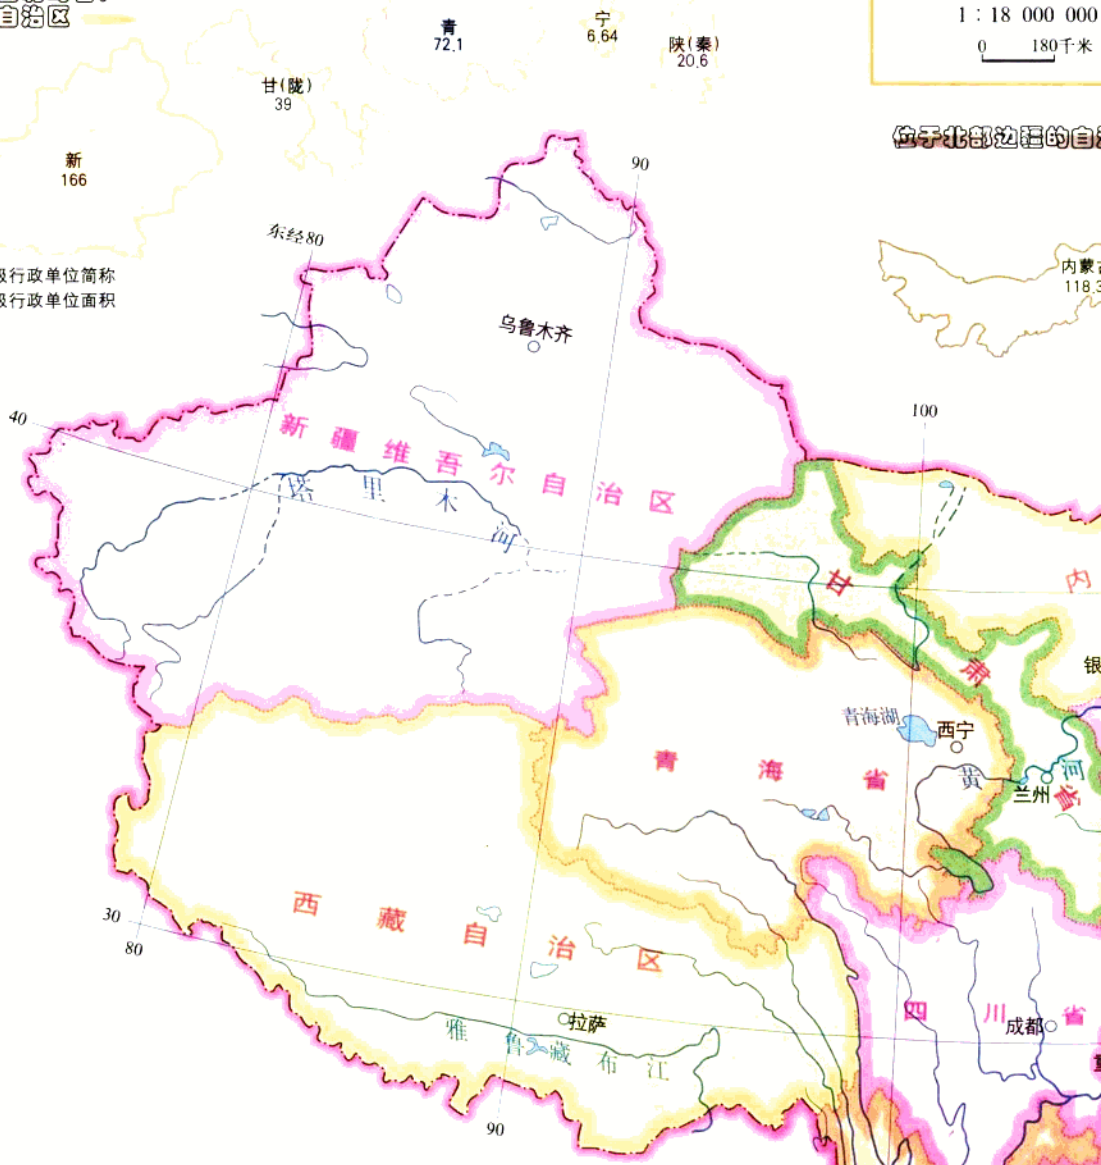 自治区
青
72.1
宁
6.64
陕(秦)
20.6
甘(陇)
39
新
166
1：18 000 000
0 180千米
位于北部边疆的自
90
东经80
级行政单位简称
级行政单位面积
内蒙古
118.3
乌鲁木齐
40
100
新疆维吾尔自治区
塔里木河
甘肃省
内
银
青海湖
西宁
青海省
黄河
兰州
西藏自治区
30
80
拉萨
雅鲁藏布江
四川省
成都
90